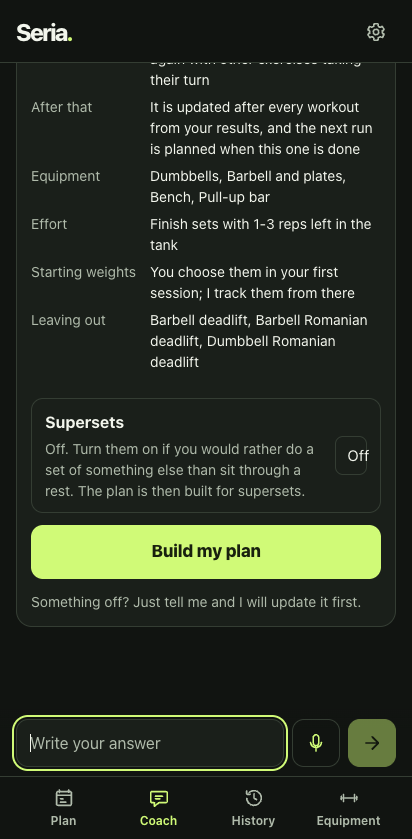 Seria.
again with other exercises taking
their turn
After that
It is updated after every workout
from your results, and the next run
is planned when this one is done
Equipment
Dumbbells, Barbell and plates,
Bench, Pull-up bar
Effort
Finish sets with 1-3 reps left in the
tank
Starting weights
You choose them in your first
session; I track them from there
Leaving out
Barbell deadlift, Barbell Romanian
deadlift, Dumbbell Romanian
deadlift
Supersets
Off. Turn them on if you would rather do a
set of something else than sit through a
rest. The plan is then built for supersets.
Off
Build my plan
Something off? Just tell me and I will update it first.
Write your answer
Plan
Coach
History
Equipment